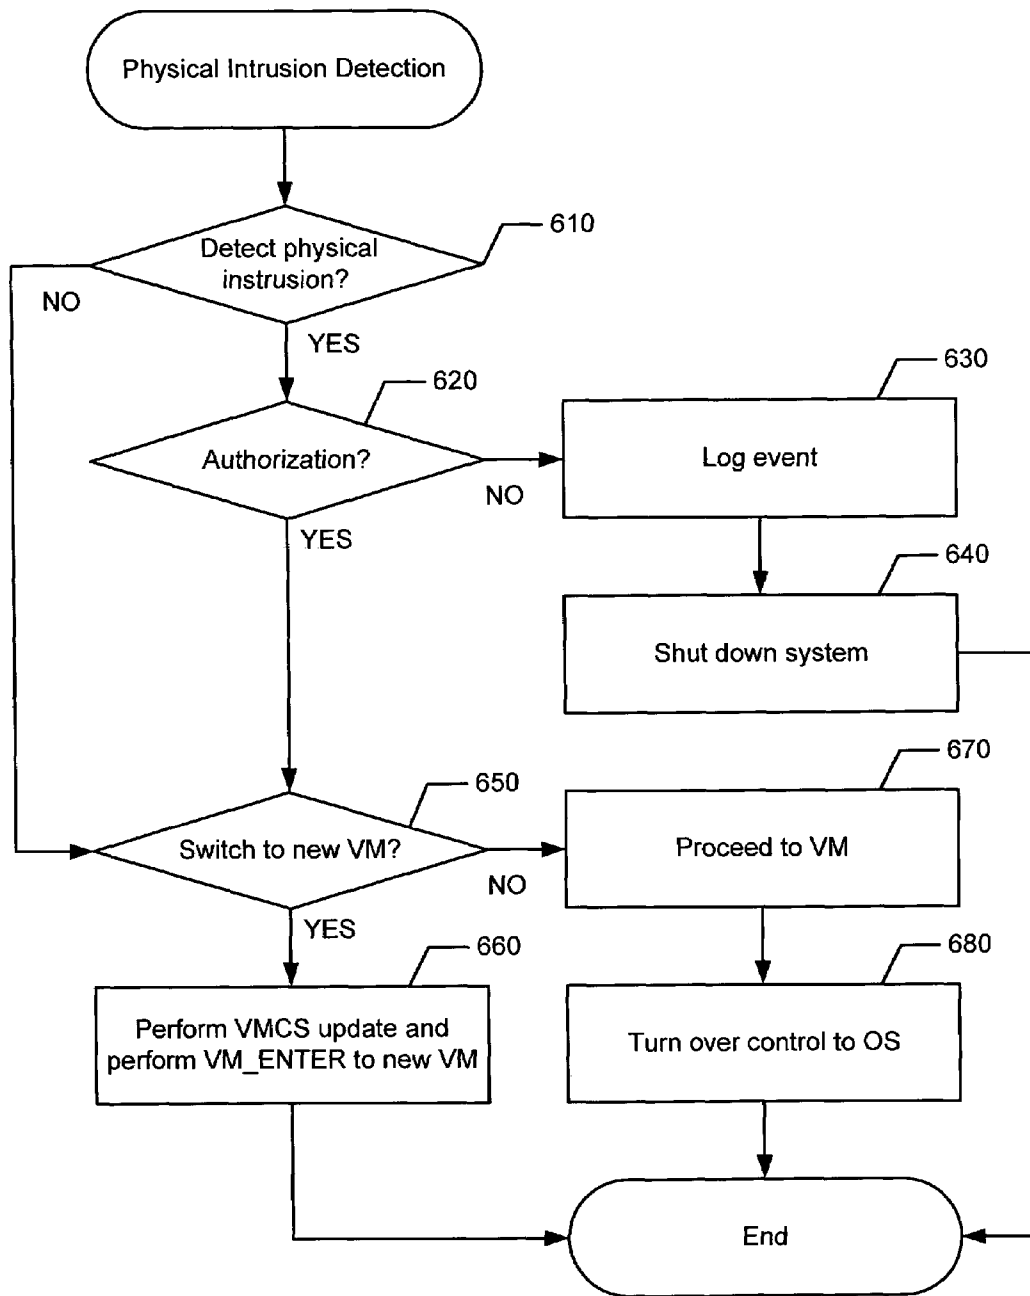 Physical Intrusion Detection
610
Detect physical
instrusion?
NO
YES
620
630
Authorization?
NO
Log event
YES
640
Shut down system
650
670
Switch to new VM?
NO
Proceed to VM
YES
660
680
Perform VMCS update and
perform VM_ENTER to new VM
Turn over control to OS
End